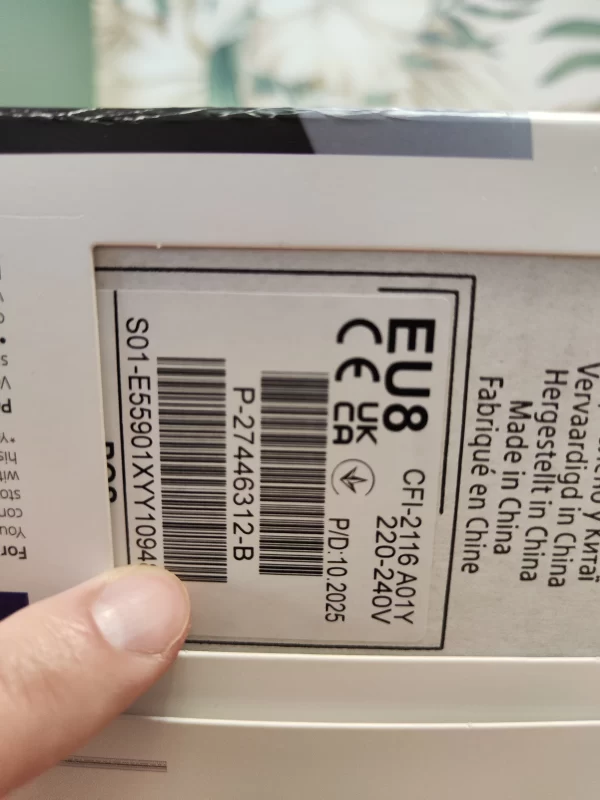 EU8
CFI-2116 A01Y
220-240V
CE
UK
CA
P/D:10.2025
P-27446312-B
S01-E55901XYY1094
Vervaardigd in China
Hergestellt in China
Made in China
Fabriqué en Chine